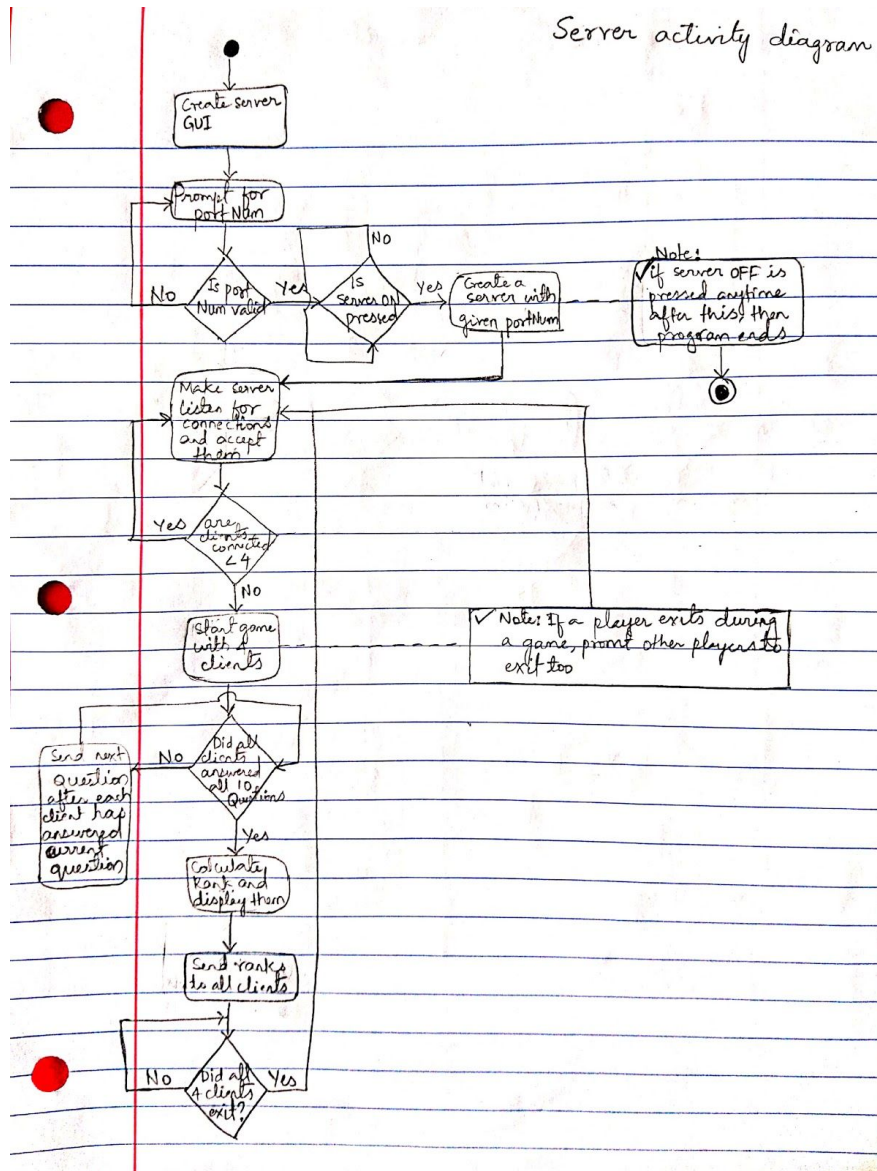 Server activity diagram
Create server
GUI
Prompt for
portNum
Is port
Num valid
No
Yes
Is
server ON
pressed
NO
Yes
Create a
server with
given portNum
Note:
if server OFF is
pressed anytime
after this, then
program ends
Make server
listen for
connections
and accept
them
are
clients
connected
<4
Yes
NO
Start game
with 4
clients
✓ Note: If a player exits during
a game, promt other players to
exit too
Did all
clients
answered
all 10
Questions
No
Yes
Send next
question
after each
client has
answered
current
question
Calculate
Rank and
display them
Send ranks
to all clients
Did all
4 clients
exit?
No
Yes